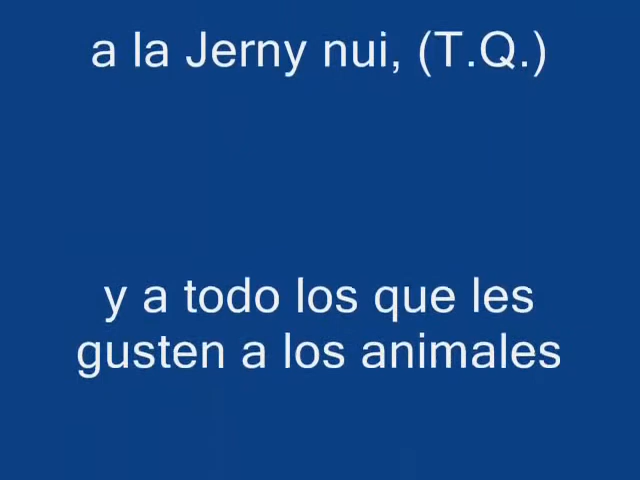 a la Jerny nui, (T.Q.)
y a todo los que les
gusten a los animales